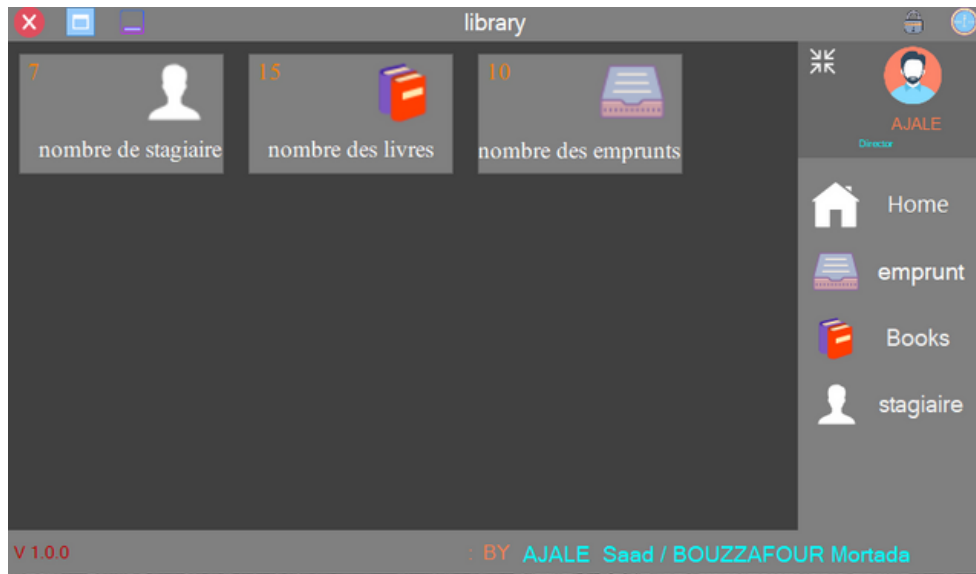 library
7
nombre de stagiaire
15
nombre des livres
10
nombre des emprunts
AJALE
Director
Home
emprunt
Books
stagiaire
V 1.0.0
: BY AJALE Saad / BOUZZAFOUR Mortada